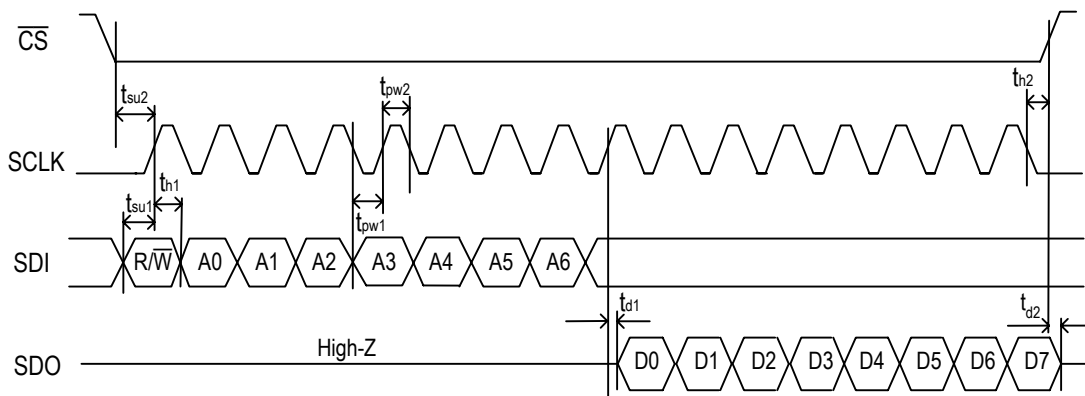 CS
tsu2
tpw2
th2
SCLK
tsu1
th1
tpw1
SDI
R/W
A0
A1
A2
A3
A4
A5
A6
td1
td2
SDO
High-Z
D0
D1
D2
D3
D4
D5
D6
D7